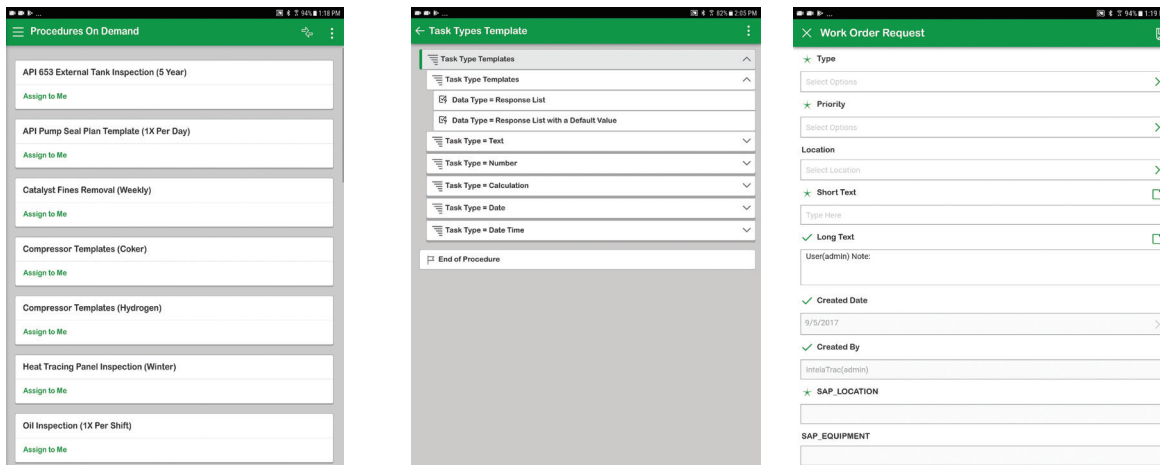 94% 1:18 PM
Procedures On Demand
API 653 External Tank Inspection (5 Year)
Assign to Me
API Pump Seal Plan Template (1X Per Day)
Assign to Me
Catalyst Fines Removal (Weekly)
Assign to Me
Compressor Templates (Coker)
Assign to Me
Compressor Templates (Hydrogen)
Assign to Me
Heat Tracing Panel Inspection (Winter)
Assign to Me
Oil Inspection (1X Per Shift)
Assign to Me
82% 2:05 PM
Task Types Template
Task Type Templates
Task Type Templates
Data Type = Response List
Data Type = Response List with a Default Value
Task Type = Text
Task Type = Number
Task Type = Calculation
Task Type = Date
Task Type = Date Time
End of Procedure
94% 1:19
Work Order Request
Type
Select Options
Priority
Select Options
Location
Select Location
Short Text
Type Here
Long Text
User(admin) Note:
Created Date
9/5/2017
Created By
IntelaTrac(admin)
SAP_LOCATION
SAP_EQUIPMENT